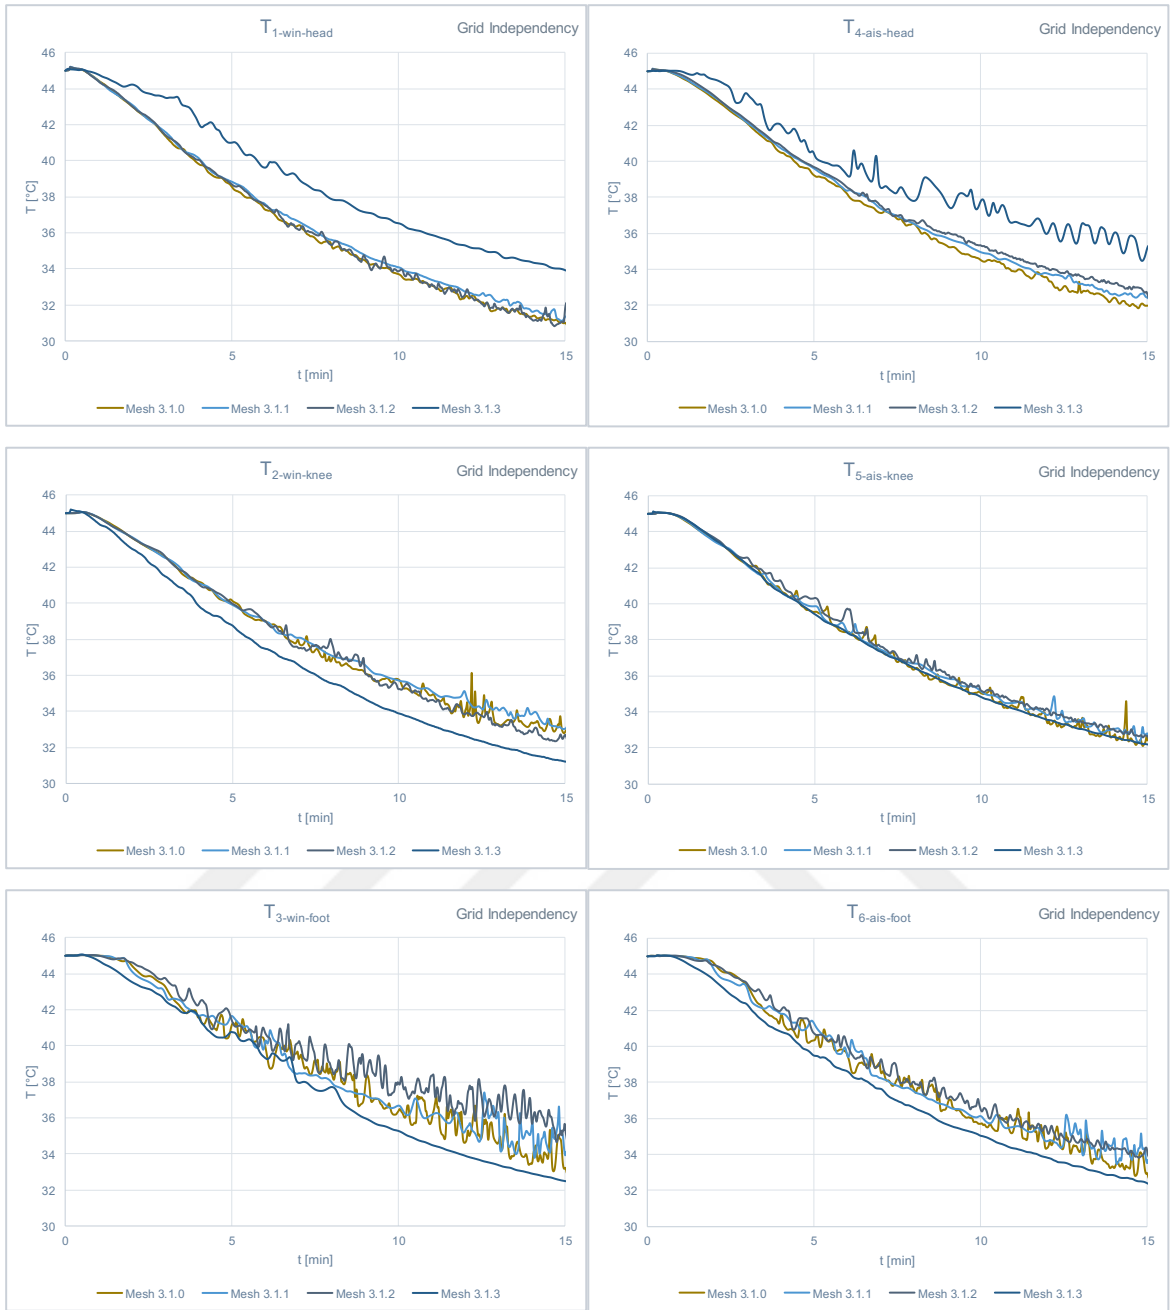 T1-win-head Grid Independency
46
44
42
40
38
36
34
32
30
T [°C]
0 5 10 15
t [min]
Mesh 3.1.0 Mesh 3.1.1 Mesh 3.1.2 Mesh 3.1.3
T4-ais-head Grid Independency
46
44
42
40
38
36
34
32
30
T [°C]
0 5 10 15
t [min]
Mesh 3.1.0 Mesh 3.1.1 Mesh 3.1.2 Mesh 3.1.3
T2-win-knee Grid Independency
46
44
42
40
38
36
34
32
30
T [°C]
0 5 10 15
t [min]
Mesh 3.1.0 Mesh 3.1.1 Mesh 3.1.2 Mesh 3.1.3
T5-ais-knee Grid Independency
46
44
42
40
38
36
34
32
30
T [°C]
0 5 10 15
t [min]
Mesh 3.1.0 Mesh 3.1.1 Mesh 3.1.2 Mesh 3.1.3
T3-win-foot Grid Independency
46
44
42
40
38
36
34
32
30
T [°C]
0 5 10 15
t [min]
Mesh 3.1.0 Mesh 3.1.1 Mesh 3.1.2 Mesh 3.1.3
T6-ais-foot Grid Independency
46
44
42
40
38
36
34
32
30
T [°C]
0 5 10 15
t [min]
Mesh 3.1.0 Mesh 3.1.1 Mesh 3.1.2 Mesh 3.1.3